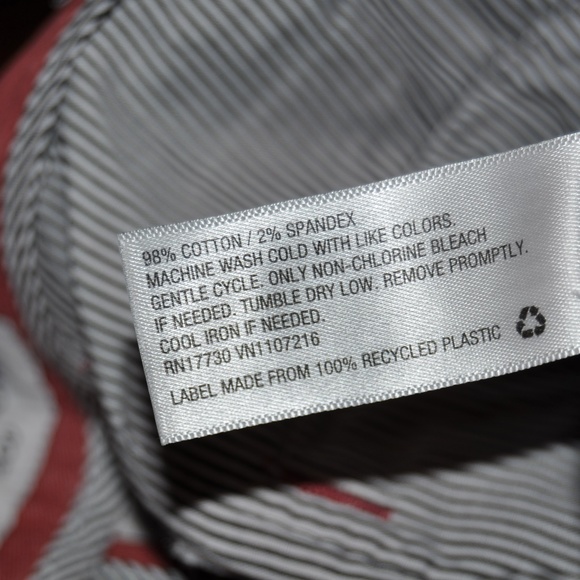 98% COTTON / 2% SPANDEX
MACHINE WASH COLD WITH LIKE COLORS.
GENTLE CYCLE. ONLY NON-CHLORINE BLEACH
IF NEEDED. TUMBLE DRY LOW. REMOVE PROMPTLY.
COOL IRON IF NEEDED.
RN17730 VN1107216
LABEL MADE FROM 100% RECYCLED PLASTIC